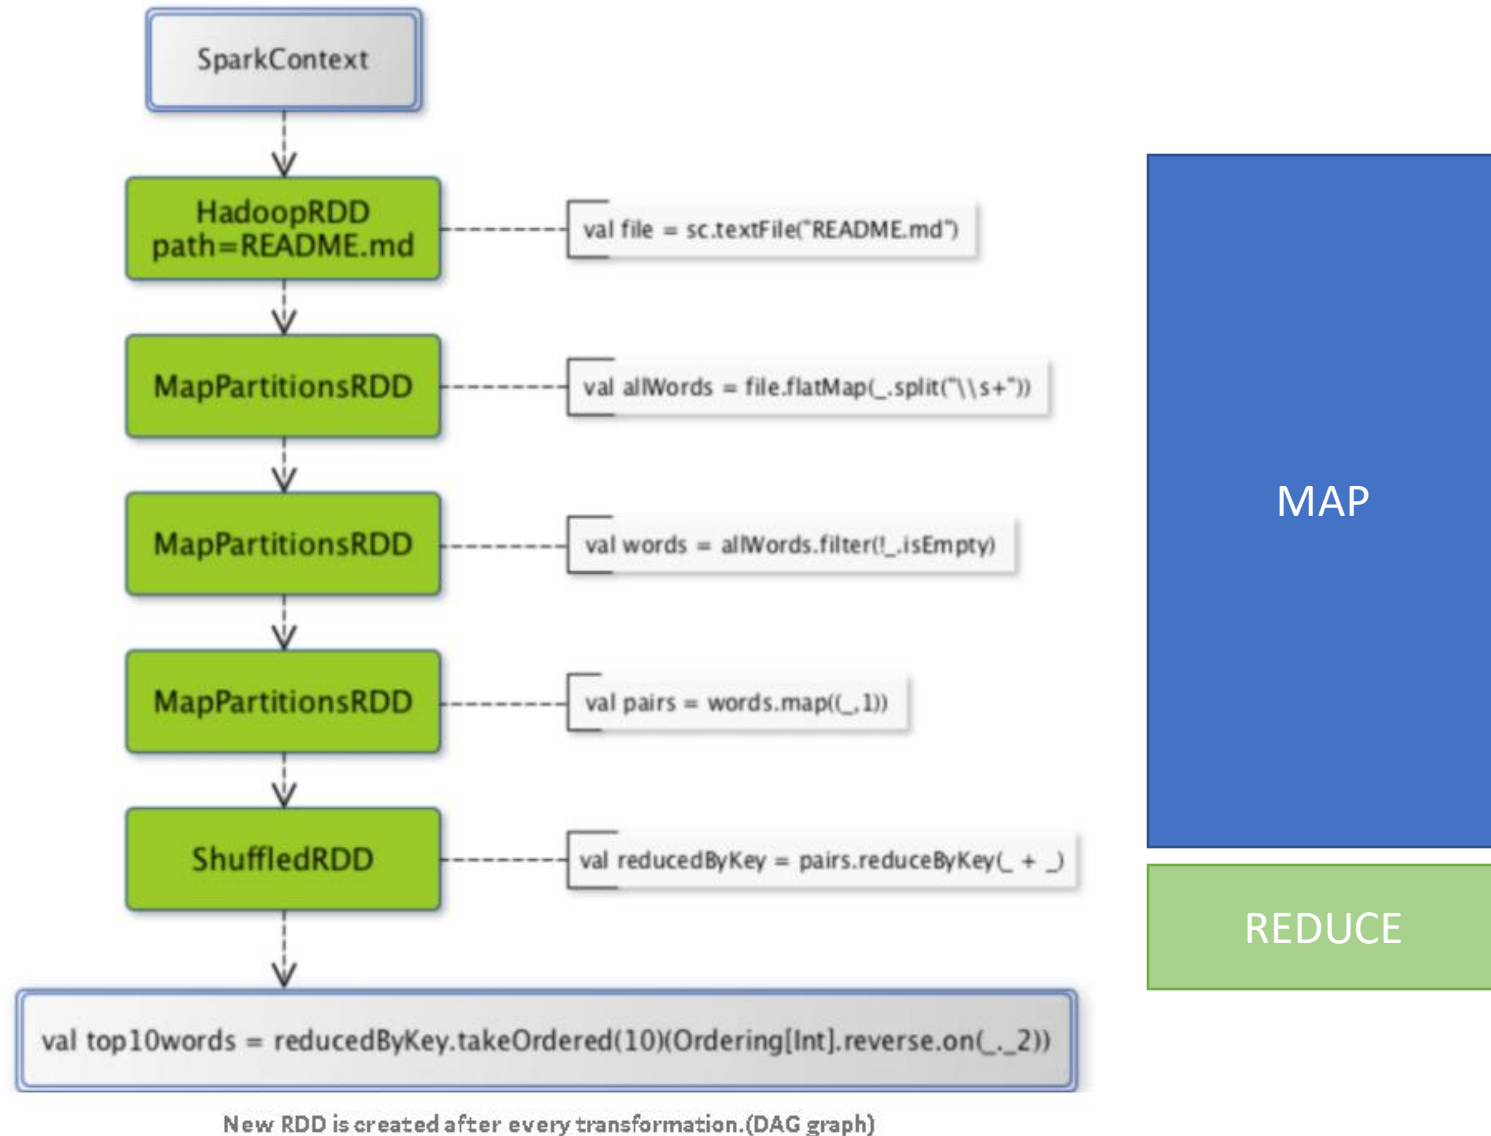 SparkContext
HadoopRDD
path=README.md
val file = sc.textFile("README.md")
MapPartitionsRDD
val allWords = file.flatMap(_.split("\\s+"))
MapPartitionsRDD
val words = allWords.filter(!_.isEmpty)
MapPartitionsRDD
val pairs = words.map((_,1))
ShuffledRDD
val reducedByKey = pairs.reduceByKey(_ + _)
val top10words = reducedByKey.takeOrdered(10)(Ordering[Int].reverse.on(_._2))
New RDD is created after every transformation.(DAG graph)
MAP
REDUCE